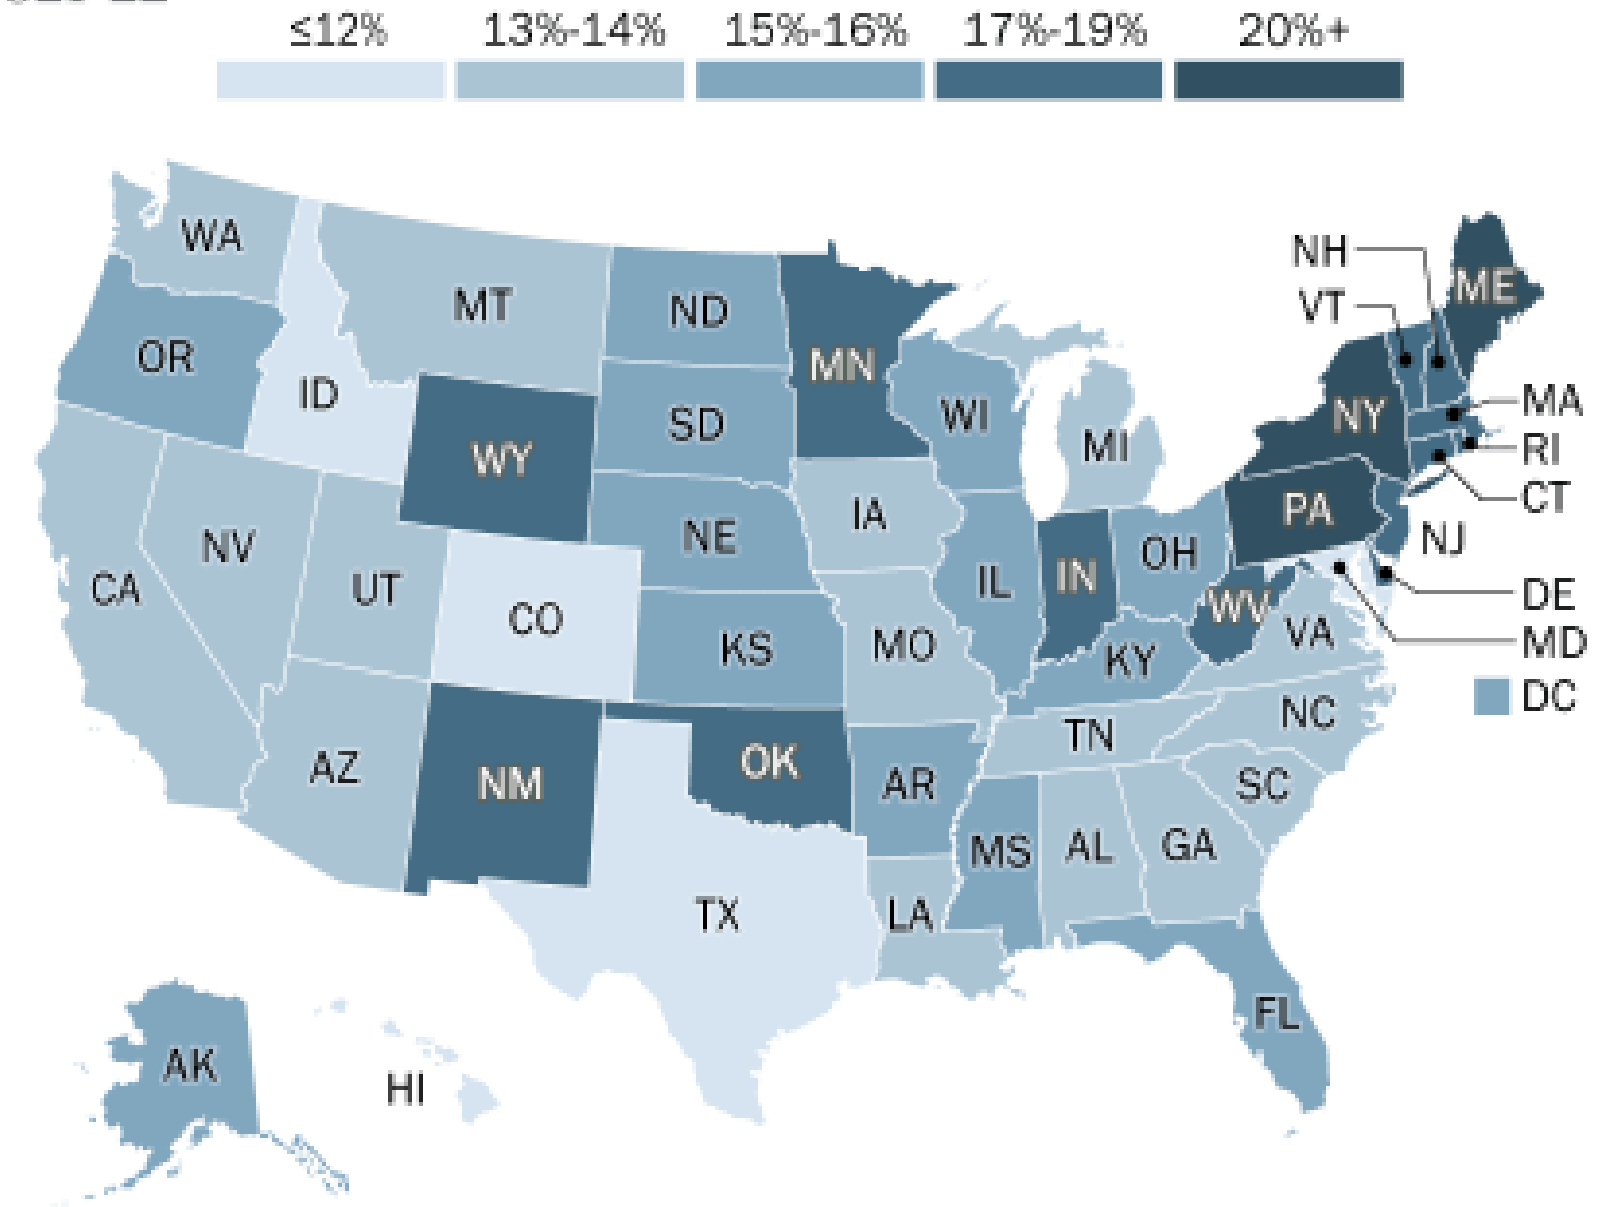 ≤12% 13%-14% 15%-16% 17%-19% 20%+
WA
MT
ND
MN
NH
VT
ME
OR
ID
WY
SD
WI
MI
NY
MA
RI
CT
NV
IA
NE
PA
NJ
CA
UT
CO
IL
IN
OH
WV
DE
KS
MO
KY
VA
MD
DC
AZ
NM
OK
AR
TN
NC
SC
MS
AL
GA
TX
LA
FL
AK
HI